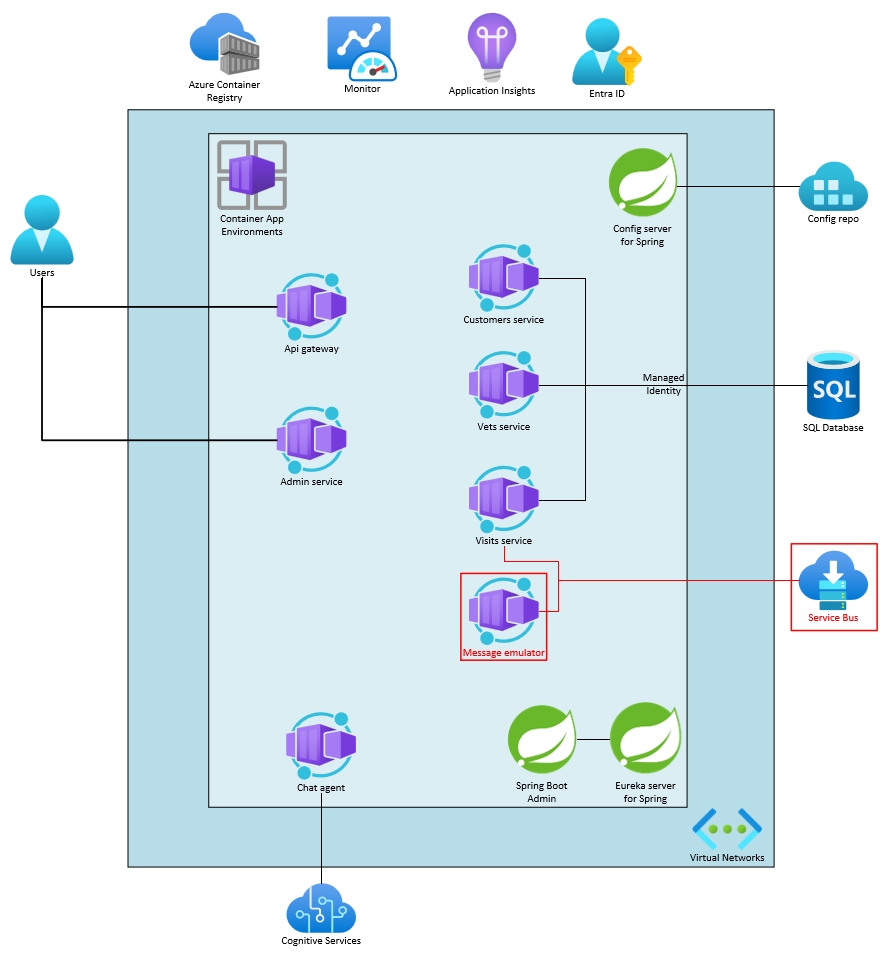 Azure Container
Registry
Monitor
Application Insights
Entra ID
Container App
Environments
Config server
for Spring
Config repo
Users
Customers service
Api gateway
Managed
Identity
Vets service
SQL
SQL Database
Admin service
Visits service
Service Bus
Message emulator
Chat agent
Spring Boot
Admin
Eureka server
for Spring
Virtual Networks
Cognitive Services